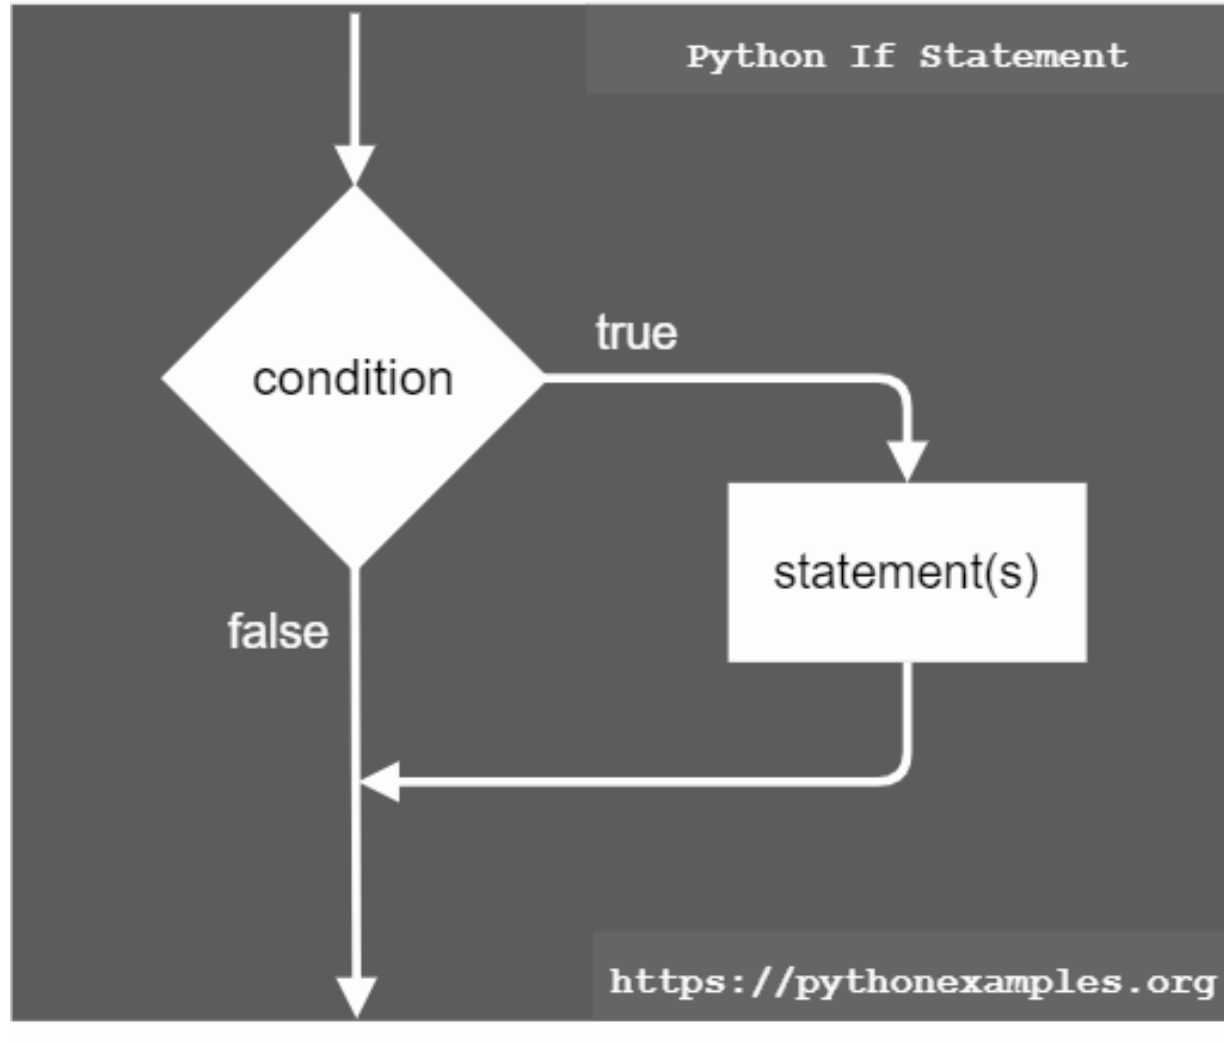 Python If Statement
true
condition
statement(s)
false
https://pythonexamples.org